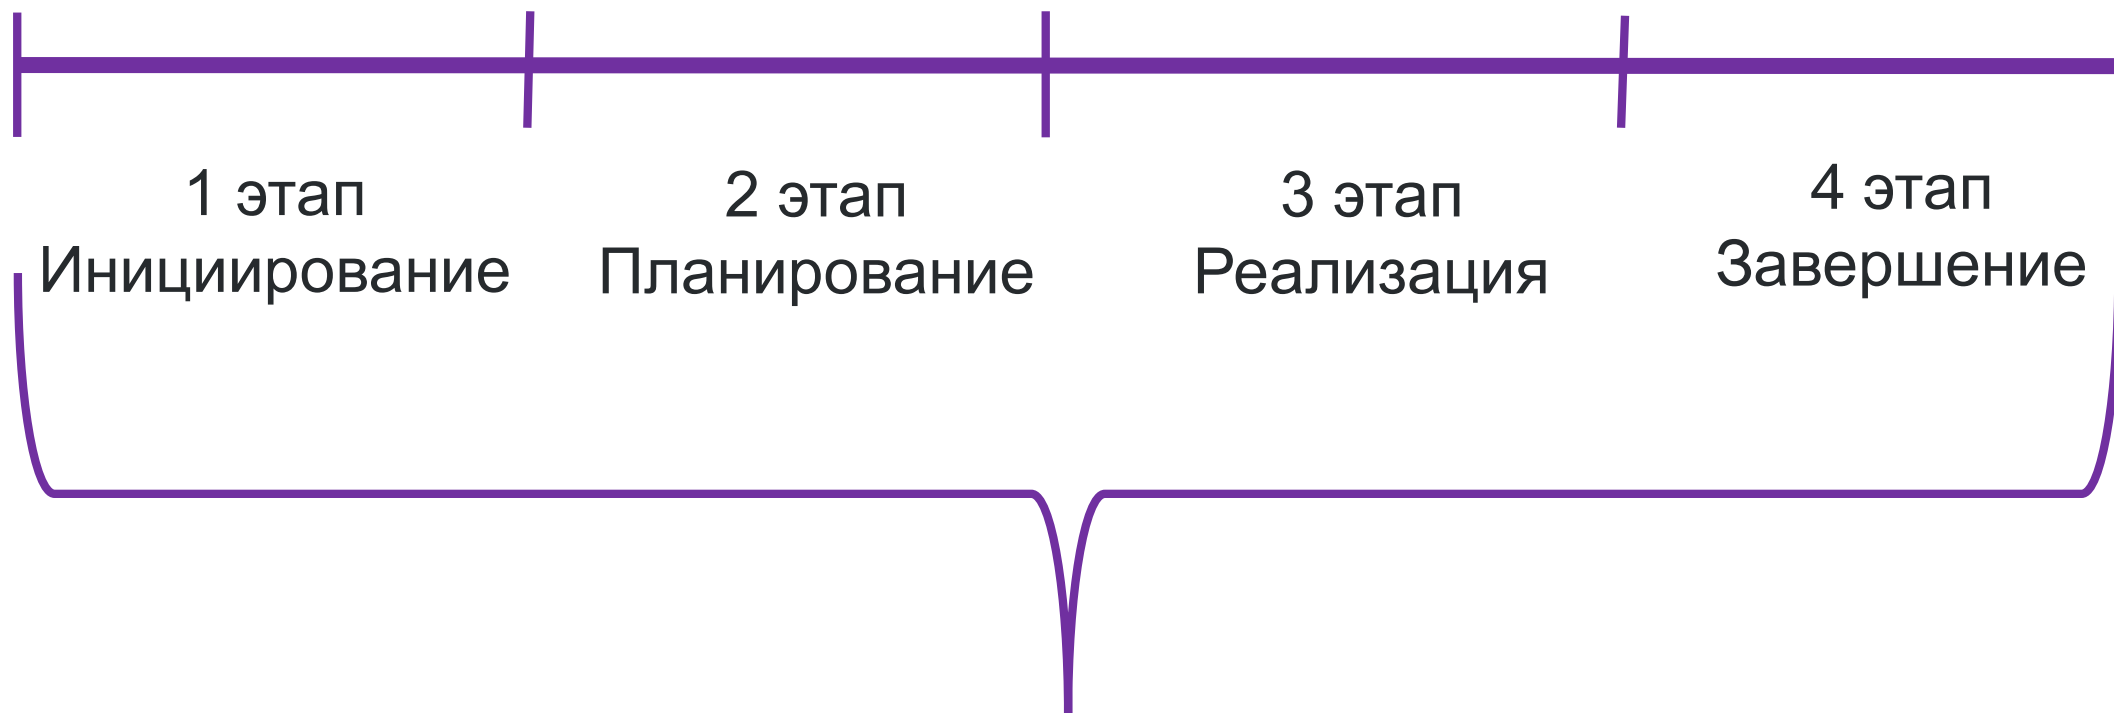 1 этап
Инициирование
2 этап
Планирование
3 этап
Реализация
4 этап
Завершение